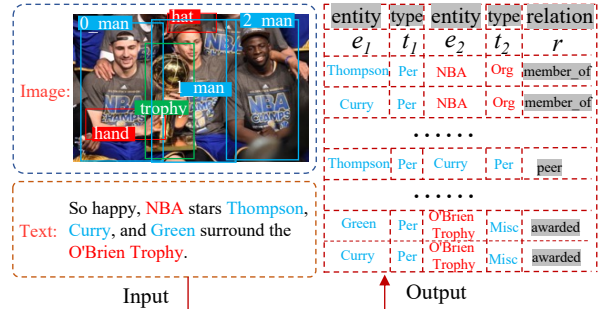 Image:
0_man
hat
2_man
_man
trophy
hand
NBA
CHAMPS
Text:
So happy, NBA stars Thompson,
Curry, and Green surround the
O'Brien Trophy.
Input
entity type entity type relation
e1 t1 e2 t2 r
Thompson Per NBA Org member_of
Curry Per NBA Org member_of
......
Thompson Per Curry Per peer
......
Green Per O'Brien Trophy Misc awarded
Curry Per O'Brien Trophy Misc awarded
Output